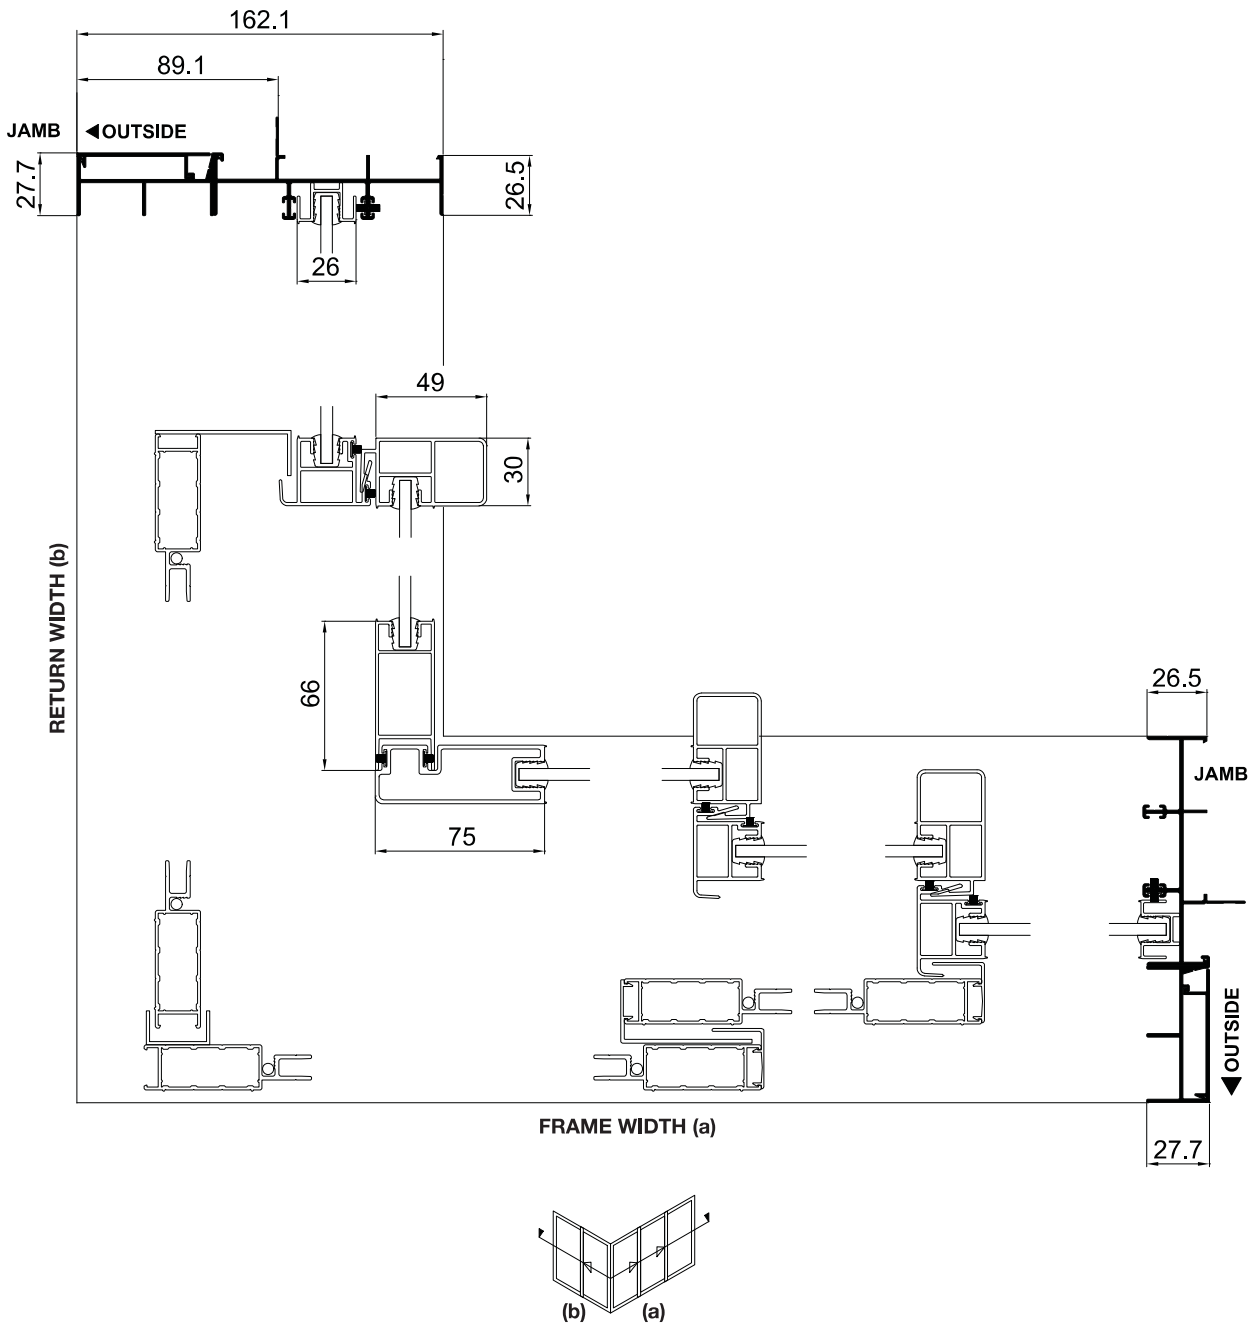 162.1
89.1
JAMB
OUTSIDE
27.7
26.5
26
49
30
RETURN WIDTH (b)
66
26.5
JAMB
75
OUTSIDE
FRAME WIDTH (a)
27.7
(b)
(a)